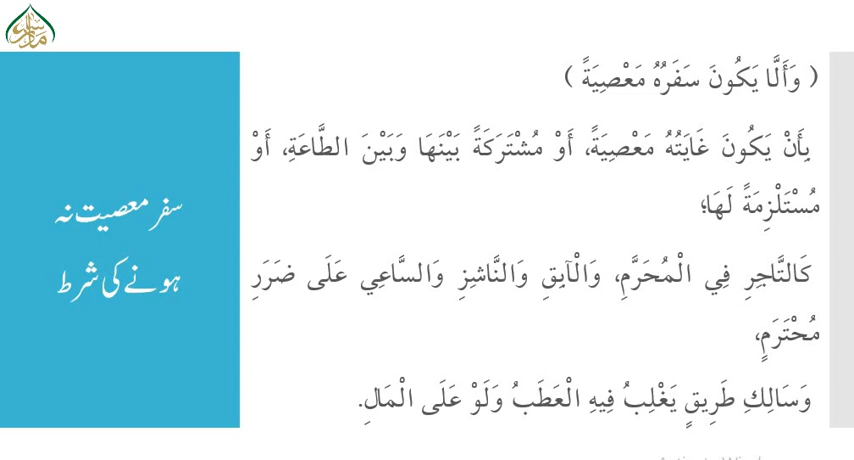 ( وَأَلَّا يَكُونَ سَفَرُهُ مَعْصِيَةً )
بِأَنْ يَكُونَ غَايَتُهُ مَعْصِيَةً، أَوْ مُشْتَرَكَةً بَيْنَهَا وَبَيْنَ الطَّاعَةِ، أَوْ
مُسْتَلْزِمَةً لَهَا؛
كَالتَّاجِرِ فِي الْمُحَرَّمِ، وَالْآبِقِ وَالنَّاشِزِ وَالسَّاعِي عَلَى ضَرَرِ
مُحْتَرَمٍ،
وَسَالِكِ طَرِيقٍ يَغْلِبُ فِيهِ الْعَطَبُ وَلَوْ عَلَى الْمَالِ.
سفر معصیت نہ
ہونے کی شرط